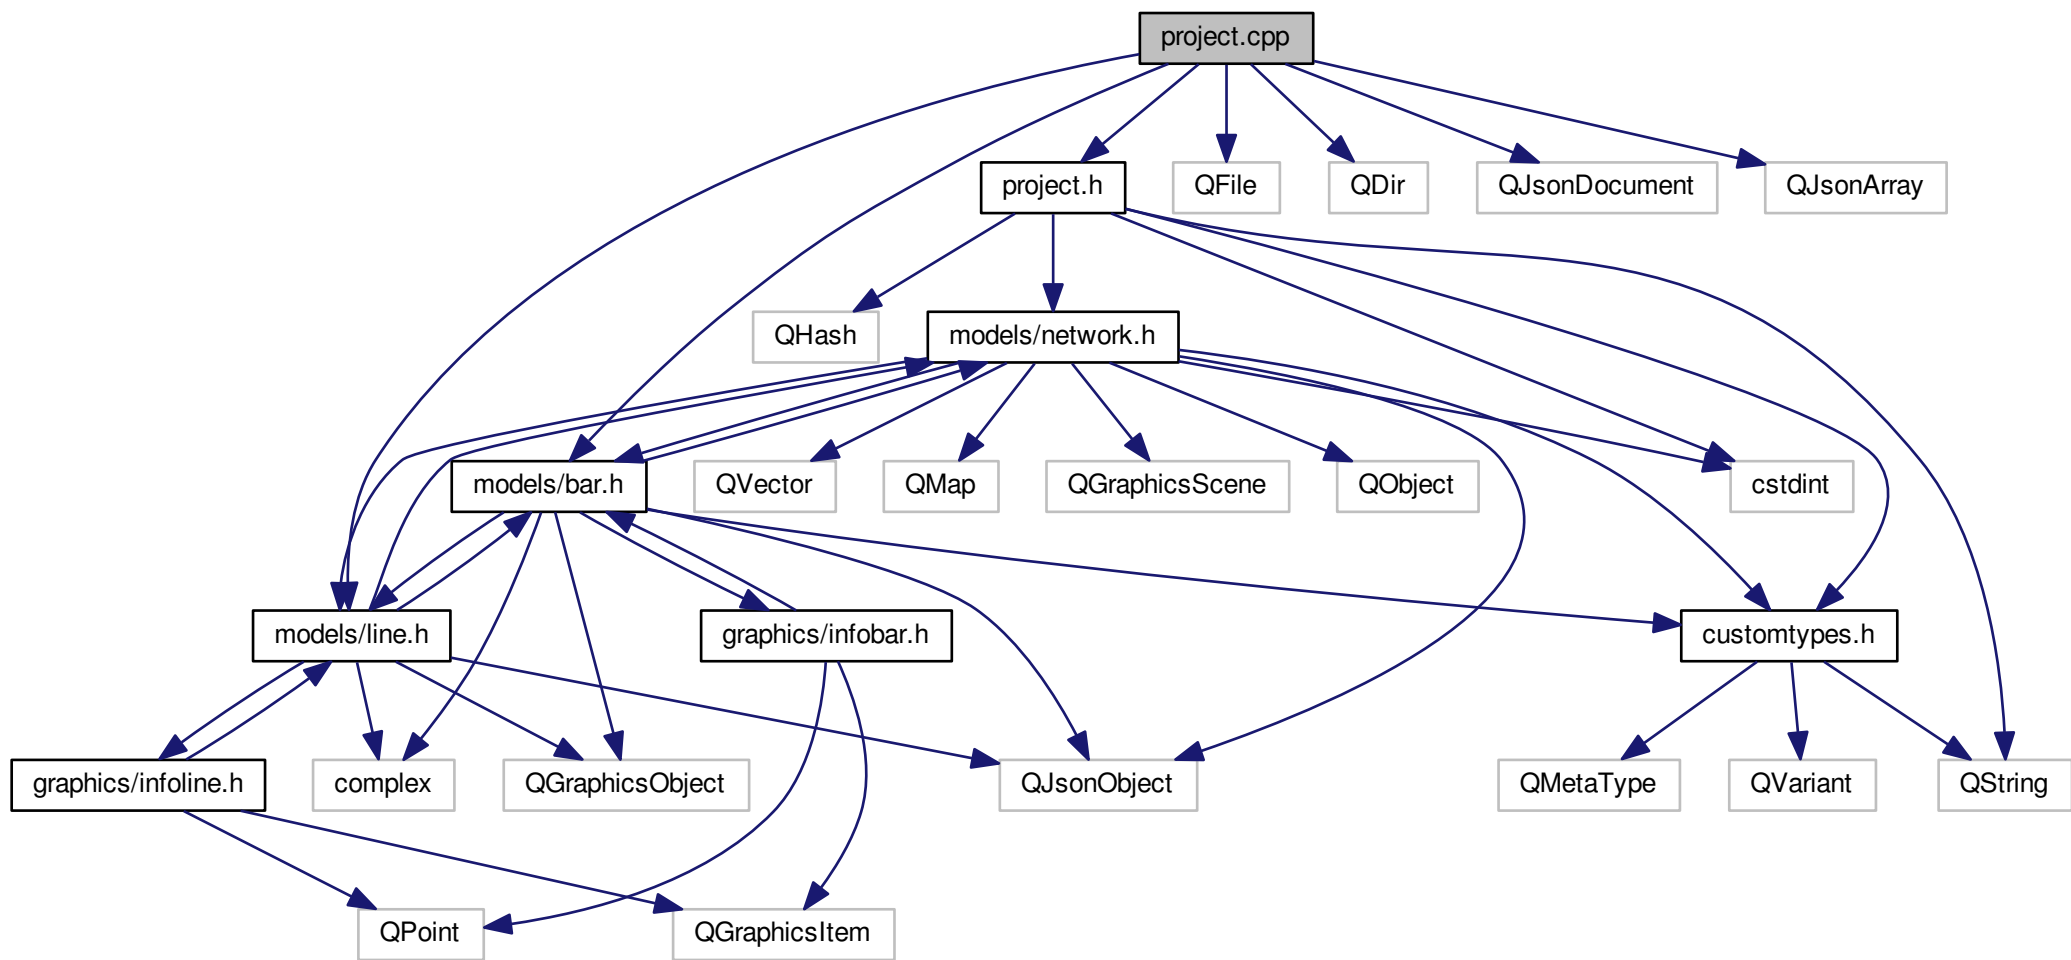 project.cpp
project.h
QFile
QDir
QJsonDocument
QJsonArray
QHash
models/network.h
models/bar.h
QVector
QMap
QGraphicsScene
QObject
cstdint
models/line.h
graphics/infobar.h
customtypes.h
graphics/infoline.h
complex
QGraphicsObject
QJsonObject
QMetaType
QVariant
QString
QPoint
QGraphicsItem